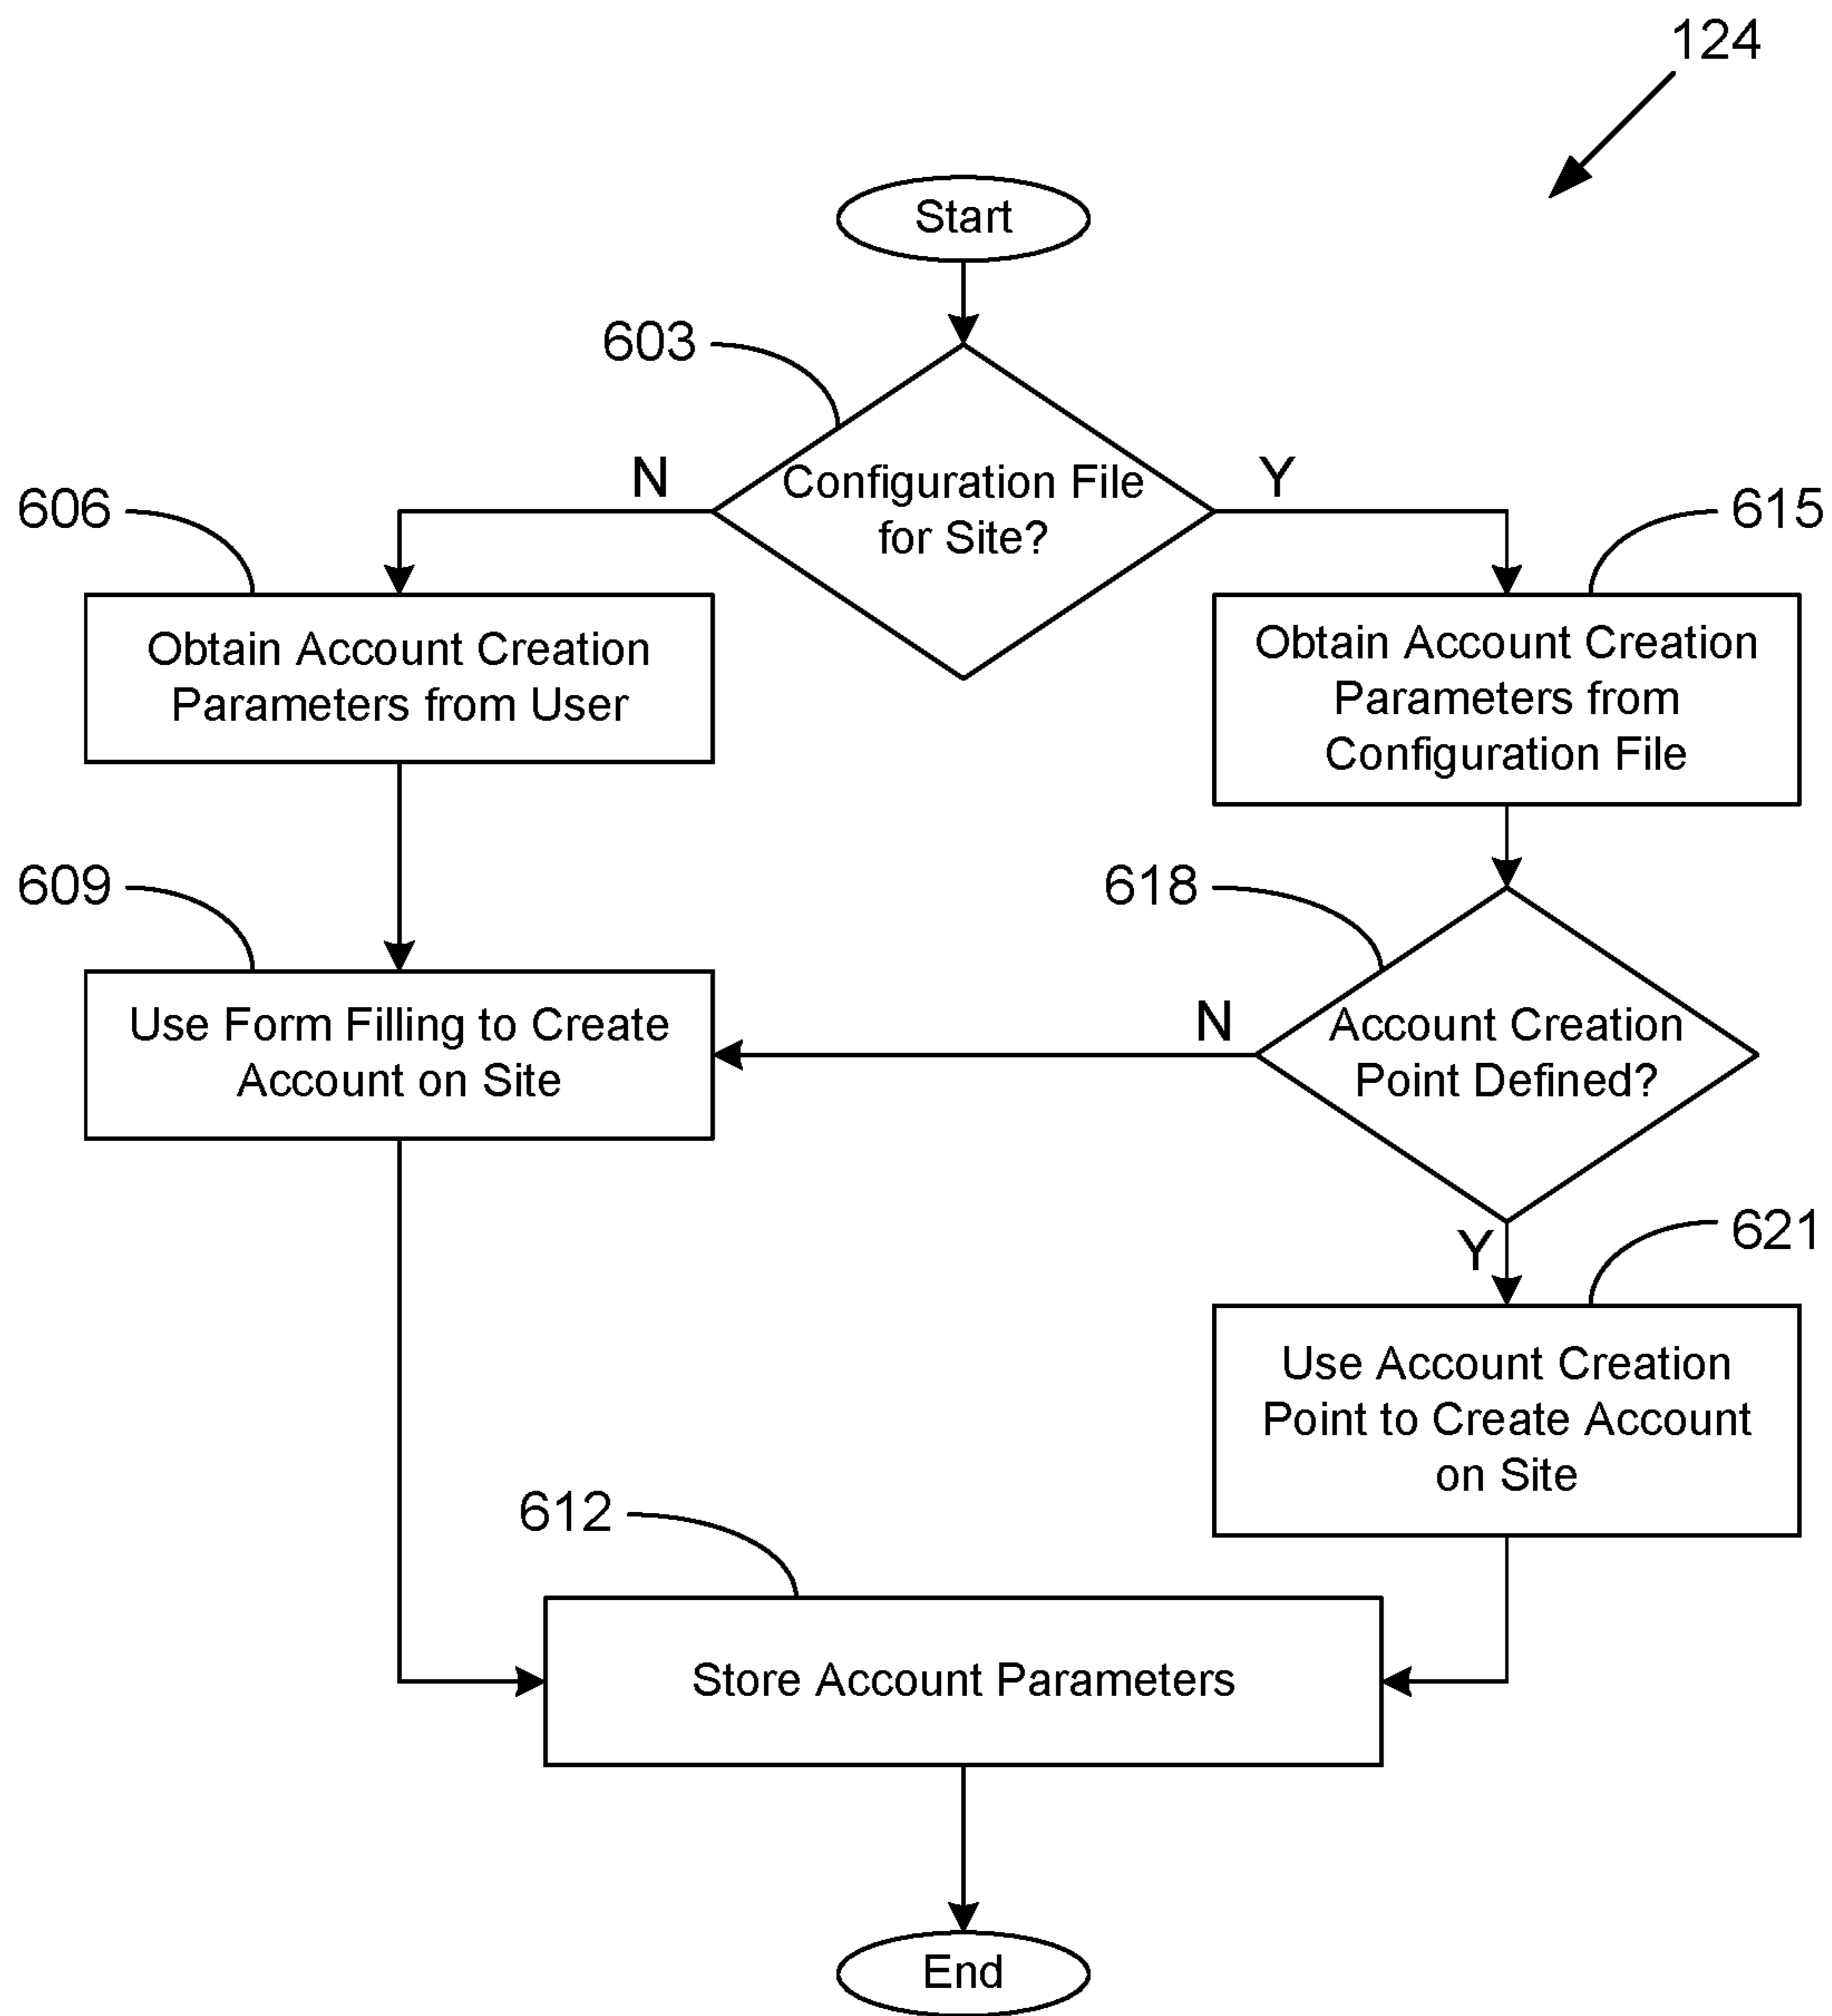 124
Start
603
Configuration File
for Site?
N
Y
606
615
Obtain Account Creation
Parameters from User
Obtain Account Creation
Parameters from
Configuration File
609
618
Use Form Filling to Create
Account on Site
N
Account Creation
Point Defined?
Y
621
Use Account Creation
Point to Create Account
on Site
612
Store Account Parameters
End